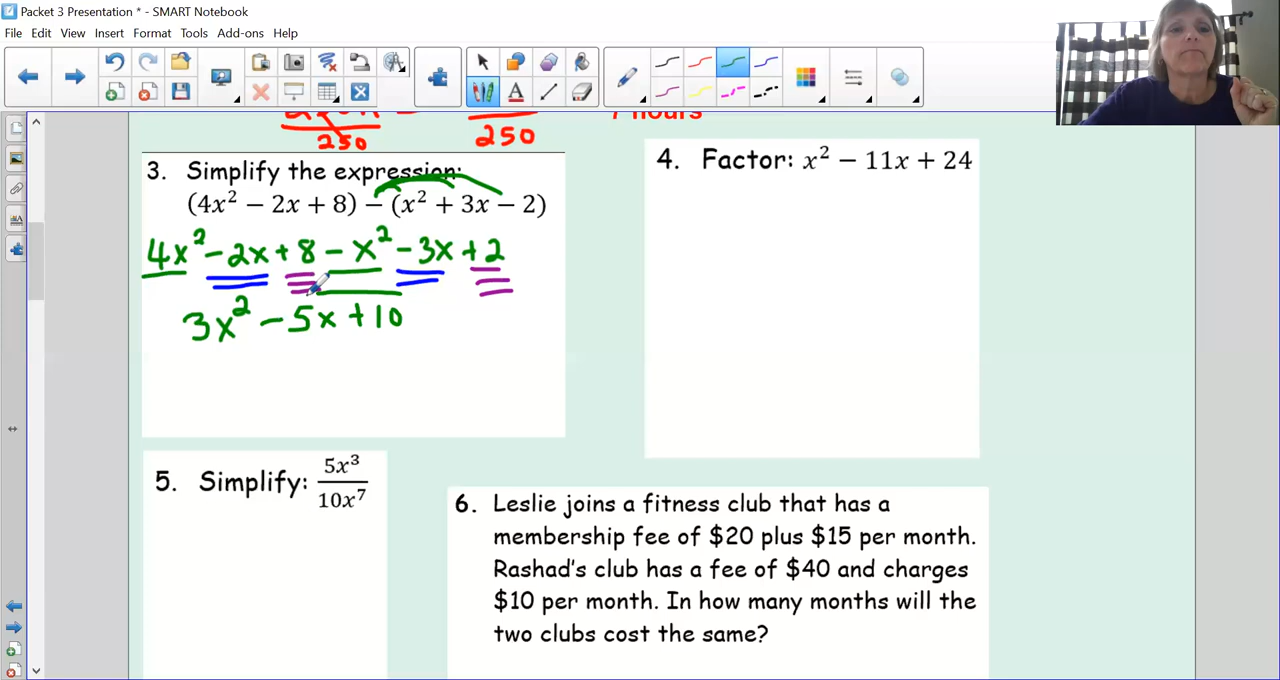 Packet 3 Presentation * - SMART Notebook
File Edit View Insert Format Tools Add-ons Help
250
250
7 hours
3. Simplify the expression:
(4x² − 2x + 8) − (x² + 3x − 2)
4x² - 2x + 8 - x² - 3x + 2
3x² - 5x + 10
4. Factor: x² − 11x + 24
5. Simplify: 5x³/10x⁷
6. Leslie joins a fitness club that has a
membership fee of $20 plus $15 per month.
Rashad's club has a fee of $40 and charges
$10 per month. In how many months will the
two clubs cost the same?